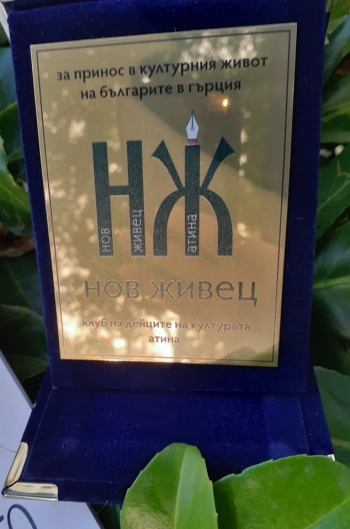 за принос в културния живот
на българите в гърция
НЖ
нов
живец
атина
нов живец
клуб на дейците на културата
атина